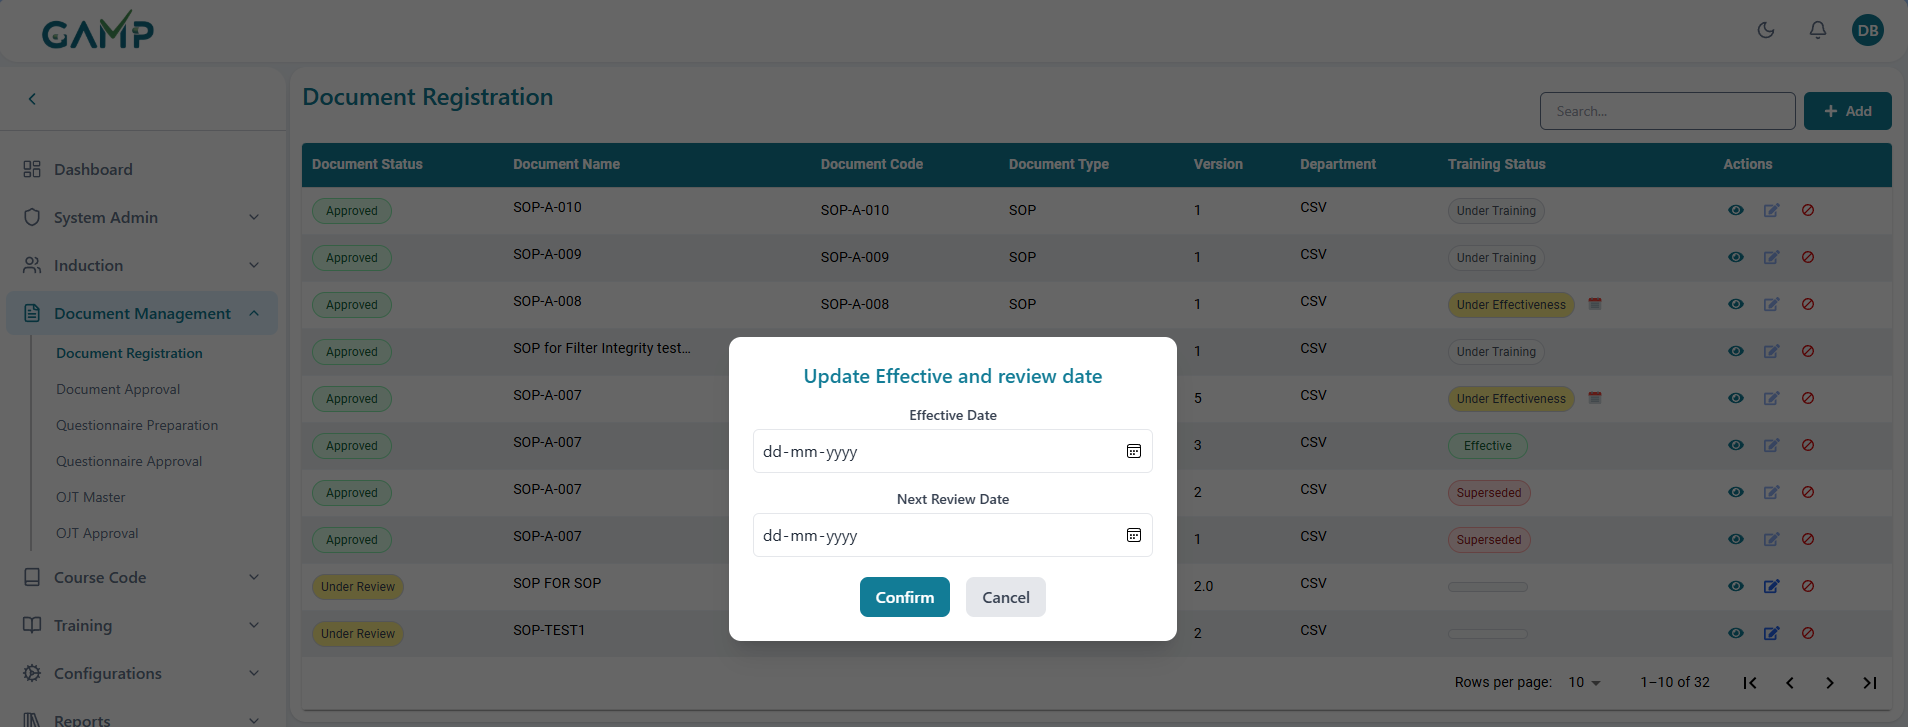 GAMP
DB
Document Registration
Search...
Add
Dashboard
System Admin
Induction
Document Management
Document Registration
Document Approval
Questionnaire Preparation
Questionnaire Approval
OJT Master
OJT Approval
Course Code
Training
Configurations
Reports
Document Status Document Name Document Code Document Type Version Department Training Status Actions
Approved SOP-A-010 SOP-A-010 SOP 1 CSV Under Training
Approved SOP-A-009 SOP-A-009 SOP 1 CSV Under Training
Approved SOP-A-008 SOP-A-008 SOP 1 CSV Under Effectiveness
Approved SOP for Filter Integrity test... 1 CSV Under Training
Approved SOP-A-007 5 CSV Under Effectiveness
Approved SOP-A-007 3 CSV Effective
Approved SOP-A-007 2 CSV Superseded
Approved SOP-A-007 1 CSV Superseded
Under Review SOP FOR SOP 2.0 CSV
Under Review SOP-TEST1 2 CSV
Rows per page: 10 1–10 of 32
Update Effective and review date
Effective Date
dd-mm-yyyy
Next Review Date
dd-mm-yyyy
Confirm Cancel